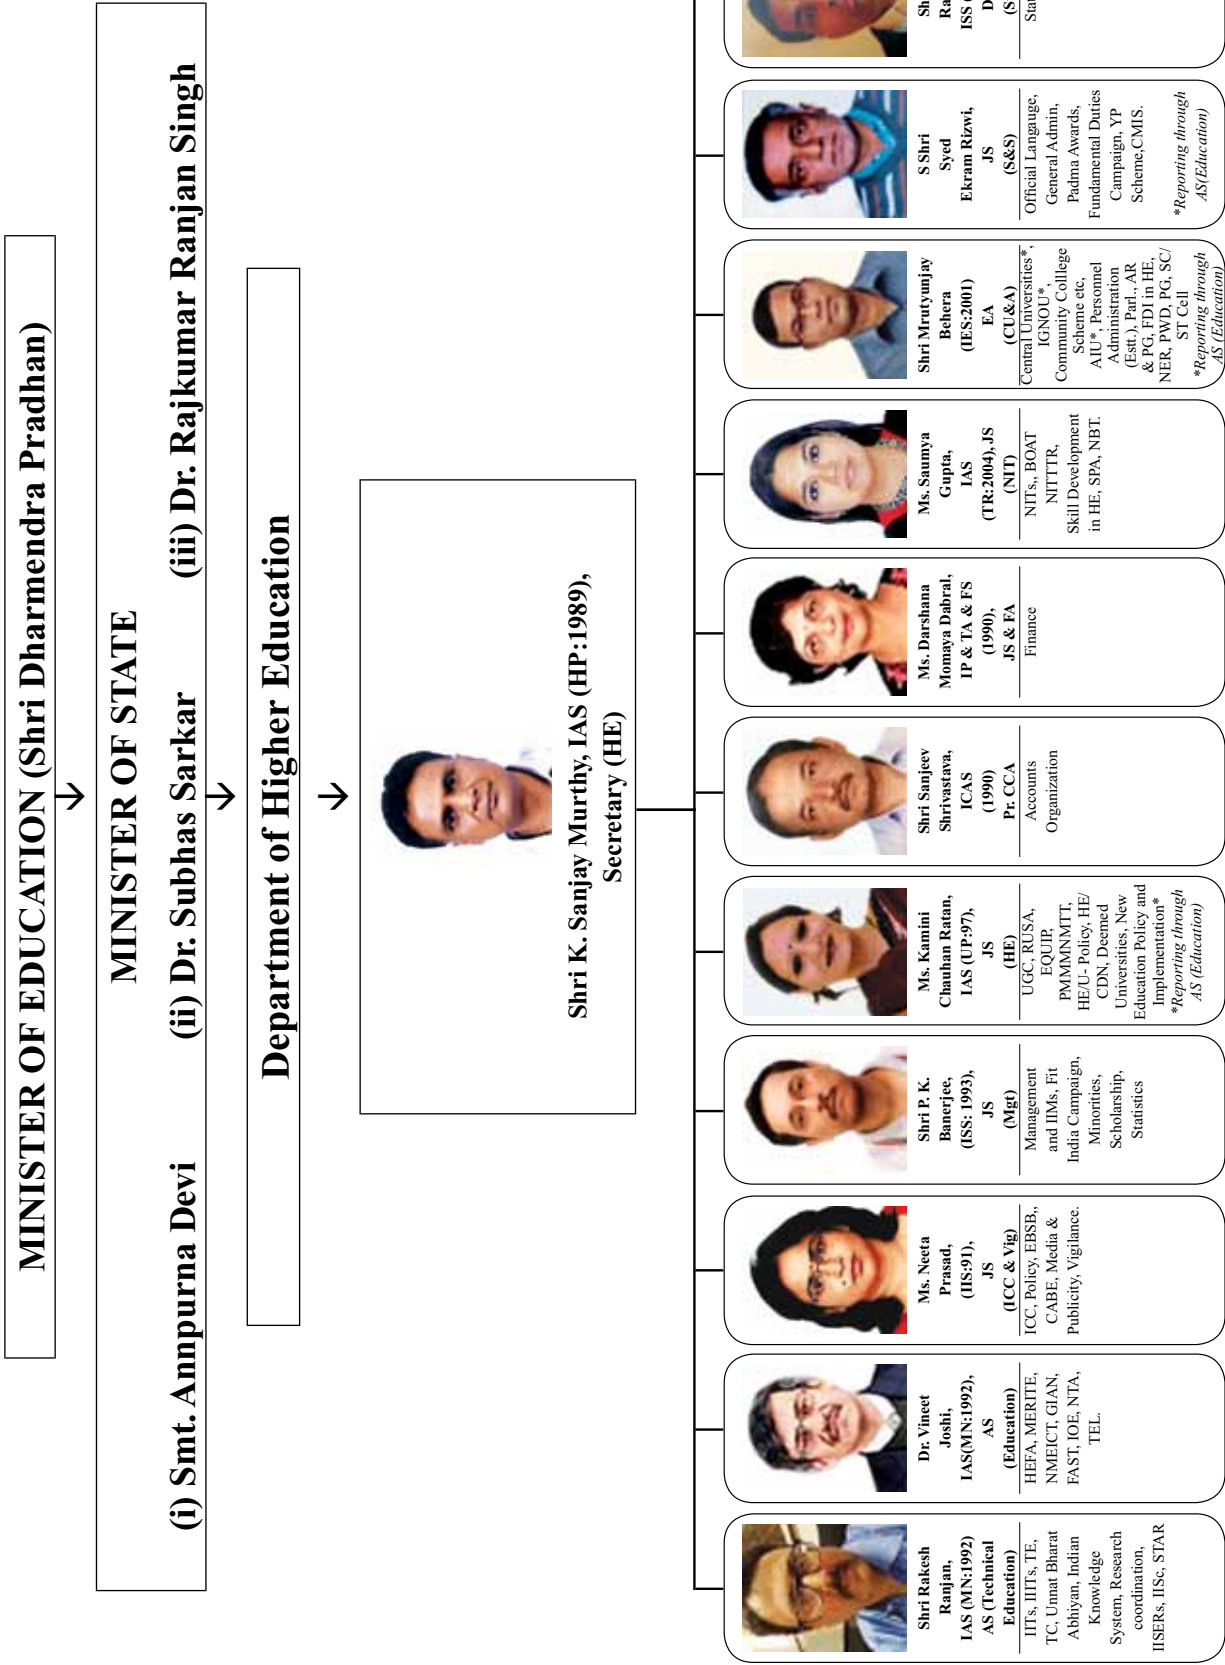 MINISTER OF EDUCATION (Shri Dharmendra Pradhan)
MINISTER OF STATE
(i) Smt. Annpurna Devi (ii) Dr. Subhas Sarkar (iii) Dr. Rajkumar Ranjan Singh
Department of Higher Education
Shri K. Sanjay Murthy, IAS (HP:1989),
Secretary (HE)
Shri Rakesh
Ranjan,
IAS (MN:1992)
AS (Technical
Education)
IITs, IIITs, TE,
TC, Unnat Bharat
Abhiyan, Indian
Knowledge
System, Research
coordination,
IISERs, IISc, STAR
Dr. Vineet
Joshi,
IAS(MN:1992),
AS
(Education)
HEFA, MERITE,
NMEICT, GIAN,
FAST, IOE, NTA,
TEL.
Ms. Neeta
Prasad,
(IIS:91),
JS
(ICC & Vig)
ICC, Policy, EBSB,,
CABE, Media &
Publicity, Vigilance.
Shri P. K.
Banerjee,
(ISS: 1993),
JS
(Mgt)
Management
and IIMs, Fit
India Campaign,
Minorities,
Scholarship,
Statistics
Ms. Kamini
Chauhan Ratan,
IAS (UP:97),
JS
(HE)
UGC, RUSA,
EQUIP,
PMMMNMTT,
HE/U- Policy, HE/
CDN, Deemed
Universities, New
Education Policy and
Implementation*
*Reporting through
AS (Education)
Shri Sanjeev
Shrivastava,
ICAS
(1990)
Pr. CCA
Accounts
Organization
Ms. Darshana
Momaya Dabral,
IP & TA & FS
(1990),
JS & FA
Finance
Ms. Saumya
Gupta,
IAS
(TR:2004), JS
(NIT)
NITs,, BOAT
NITTTR,
Skill Development
in HE, SPA, NBT.
Shri Mrutyunjay
Behera
(IES:2001)
EA
(CU&A)
Central Universities*,
IGNOU*,
Community Colllege
Scheme etc,
AIU*, Personnel
Administration
(Estt.), Parl., AR
& PG, FDI in HE,
NER, PWD, PG, SC/
ST Cell
*Reporting through
AS (Education)
S Shri
Syed
Ekram Rizwi,
JS
(S&S)
Official Langauge,
General Admin,
Padma Awards,
Fundamental Duties
Campaign, YP
Scheme,CMIS.
*Reporting through
AS(Education)
Sh
Ra
ISS (
D
(S
Stat